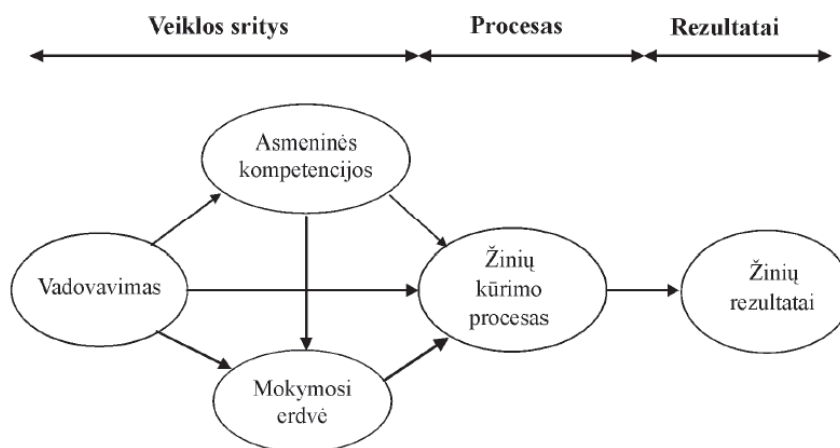 Veiklos sritys
Procesas
Rezultatai
Asmeninės
kompetencijos
Vadovavimas
Žinių
kūrimo
procesas
Žinių
rezultatai
Mokymosi
erdvė